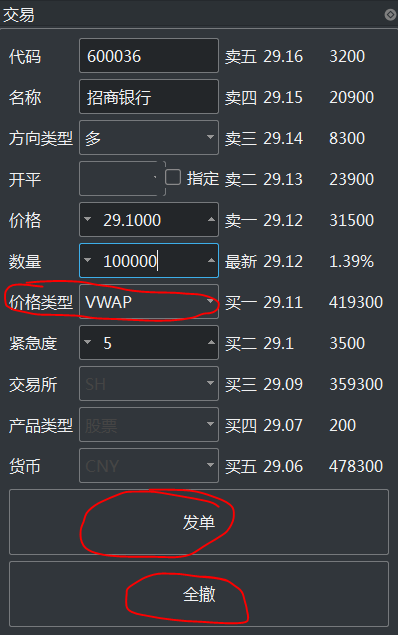 交易
代码 600036 卖五 29.16 3200
名称 招商银行 卖四 29.15 20900
方向类型 多 卖三 29.14 8300
开平 指定 卖二 29.13 23900
价格 29.1000 卖一 29.12 31500
数量 100000 最新 29.12 1.39%
价格类型 VWAP 买一 29.11 419300
紧急度 5 买二 29.1 3500
交易所 SH 买三 29.09 359300
产品类型 股票 买四 29.07 200
货币 CNY 买五 29.06 478300
发单
全撤